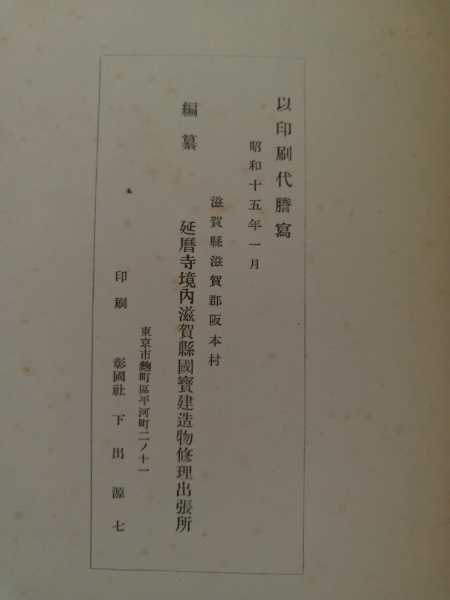 以印刷代謄寫
昭和十五年一月
滋賀縣滋賀郡阪本村
編纂 延曆寺境內滋賀縣國寶建造物修理出張所
東京市麴町區平河町二ノ十一
印刷 彰國社 下出源七